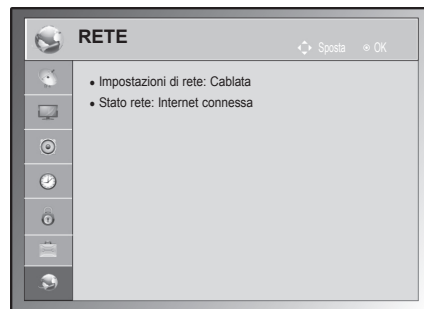 RETE
Sposta OK
• Impostazioni di rete: Cablata
• Stato rete: Internet connessa